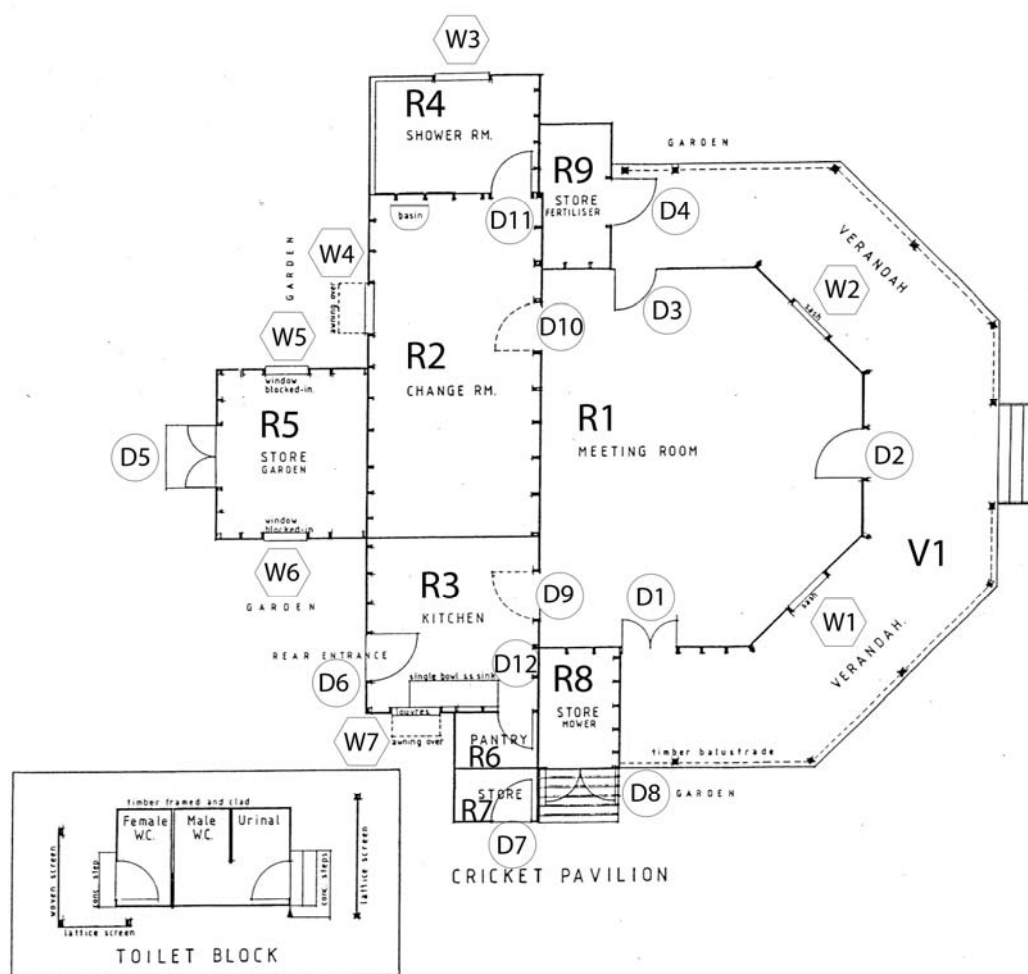 W3
R4
SHOWER RM.
GARDEN
R9
STORE
FERTILISER
D4
basin
D11
VERANDAH
GARDEN
W4
awning over
W2
sash
D3
D10
W5
window
blocked-in.
R2
CHANGE RM.
R1
MEETING ROOM
R5
STORE
GARDEN
D5
D2
window
blocked-in
W6
GARDEN
V1
R3
KITCHEN
D9
D1
sash
W1
REAR ENTRANCE
D12
D6
single bowl ss sink
R8
STORE
MOWER
VERANDAH.
louvres
W7
awning over
PANTRY
R6
timber balustrade
STORE
R7
D8
GARDEN
D7
CRICKET PAVILION
timber framed and clad
Female
W.C.
Male
W.C.
Urinal
woven screen
conc. step
conc. steps
lattice screen
lattice screen
TOILET BLOCK